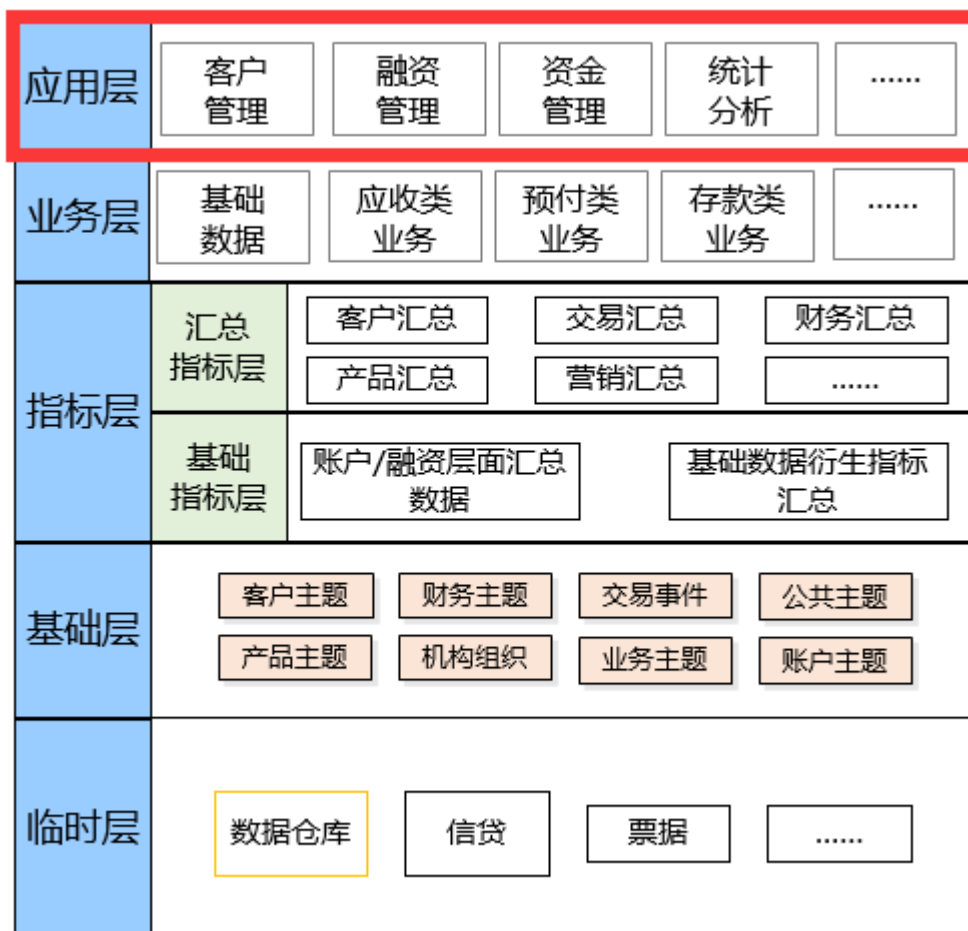 应用层
客户
管理
融资
管理
资金
管理
统计
分析
......
业务层
基础
数据
应收类
业务
预付类
业务
存款类
业务
......
指标层
汇总
指标层
客户汇总
交易汇总
财务汇总
产品汇总
营销汇总
......
基础
指标层
账户/融资层面汇总
数据
基础数据衍生指标
汇总
基础层
客户主题
财务主题
交易事件
公共主题
产品主题
机构组织
业务主题
账户主题
临时层
数据仓库
信贷
票据
......